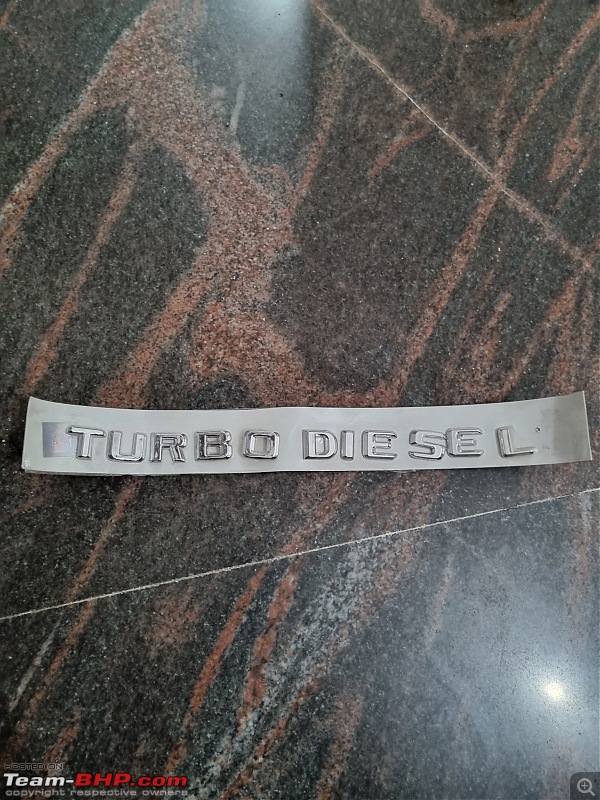 TURBO DIESEL
HOSTED ON
Team-BHP.com
copyright respective owners